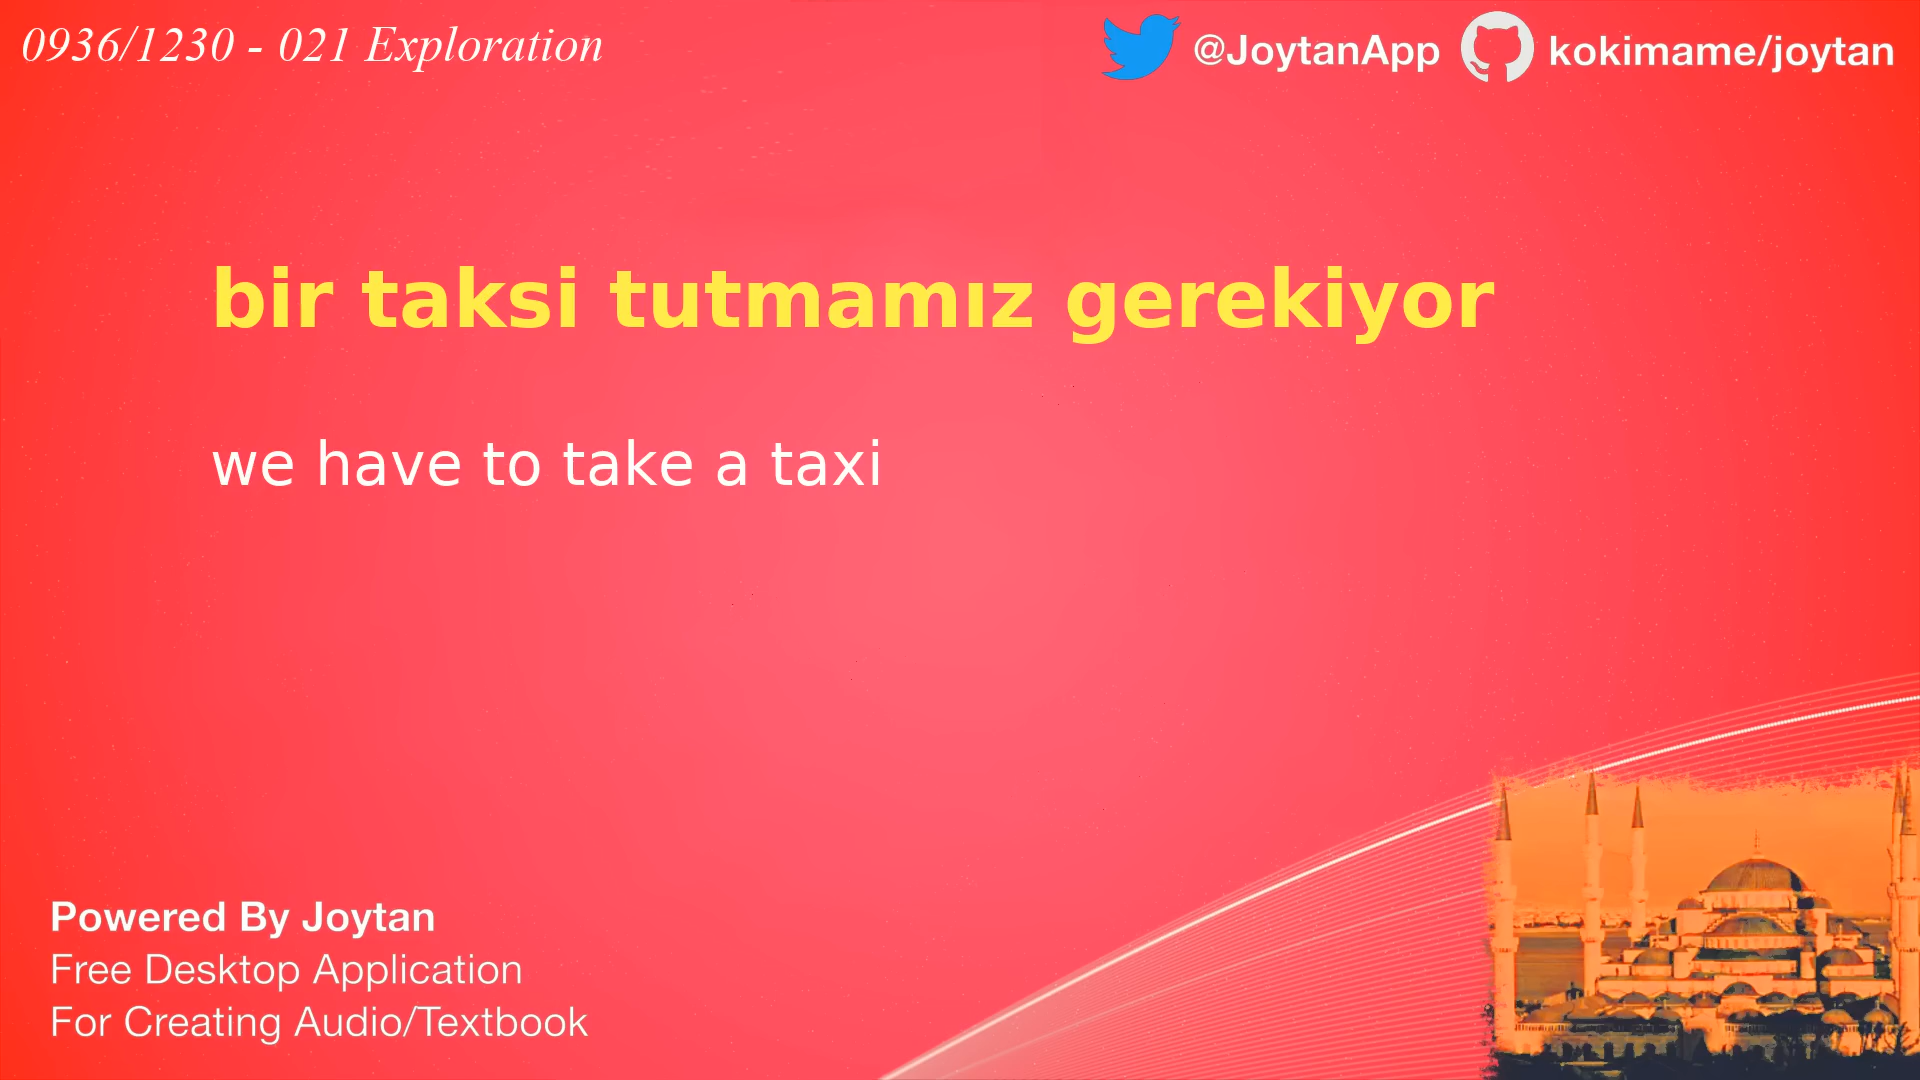 0936/1230 - 021 Exploration
@JoytanApp kokimame/joytan
bir taksi tutmamız gerekiyor
we have to take a taxi
Powered By Joytan
Free Desktop Application
For Creating Audio/Textbook